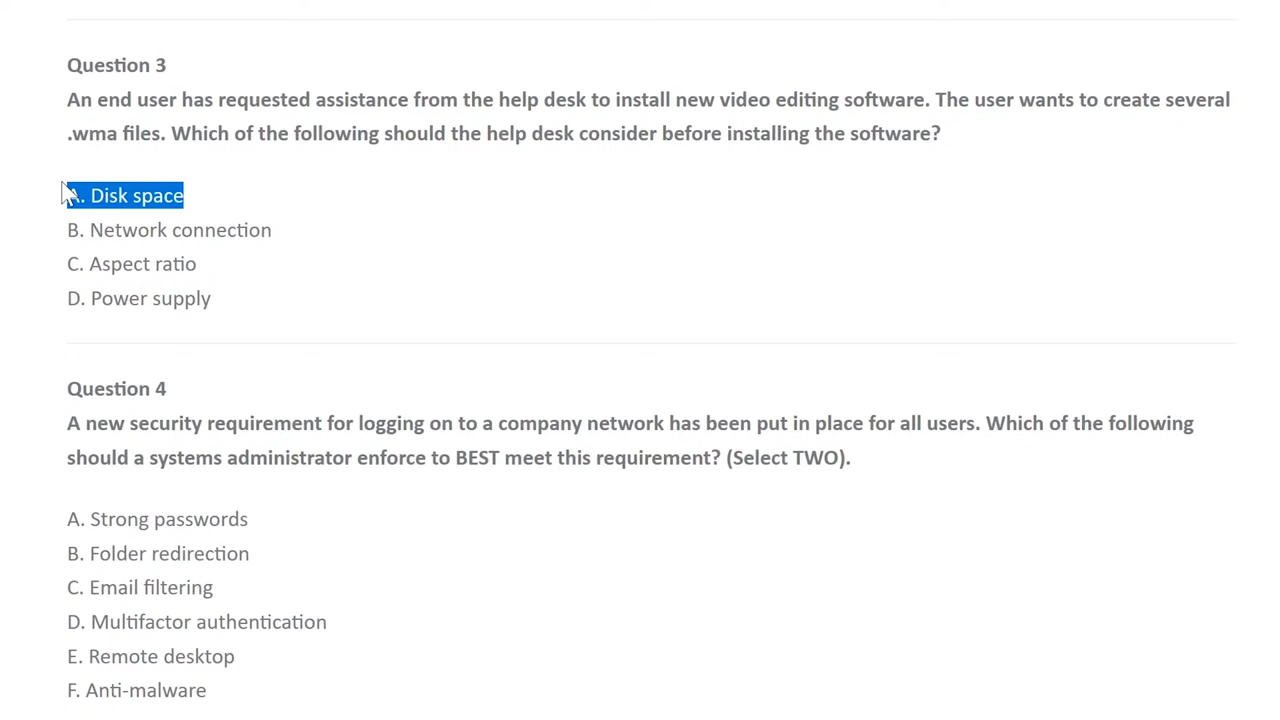 Question 3
An end user has requested assistance from the help desk to install new video editing software. The user wants to create several
.wma files. Which of the following should the help desk consider before installing the software?
A. Disk space
B. Network connection
C. Aspect ratio
D. Power supply
Question 4
A new security requirement for logging on to a company network has been put in place for all users. Which of the following
should a systems administrator enforce to BEST meet this requirement? (Select TWO).
A. Strong passwords
B. Folder redirection
C. Email filtering
D. Multifactor authentication
E. Remote desktop
F. Anti-malware